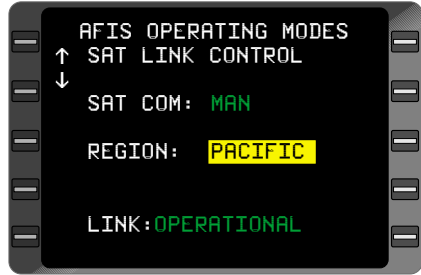 AFIS OPERATING MODES
↑ SAT LINK CONTROL
↓
SAT COM: MAN
REGION: PACIFIC
LINK:OPERATIONAL